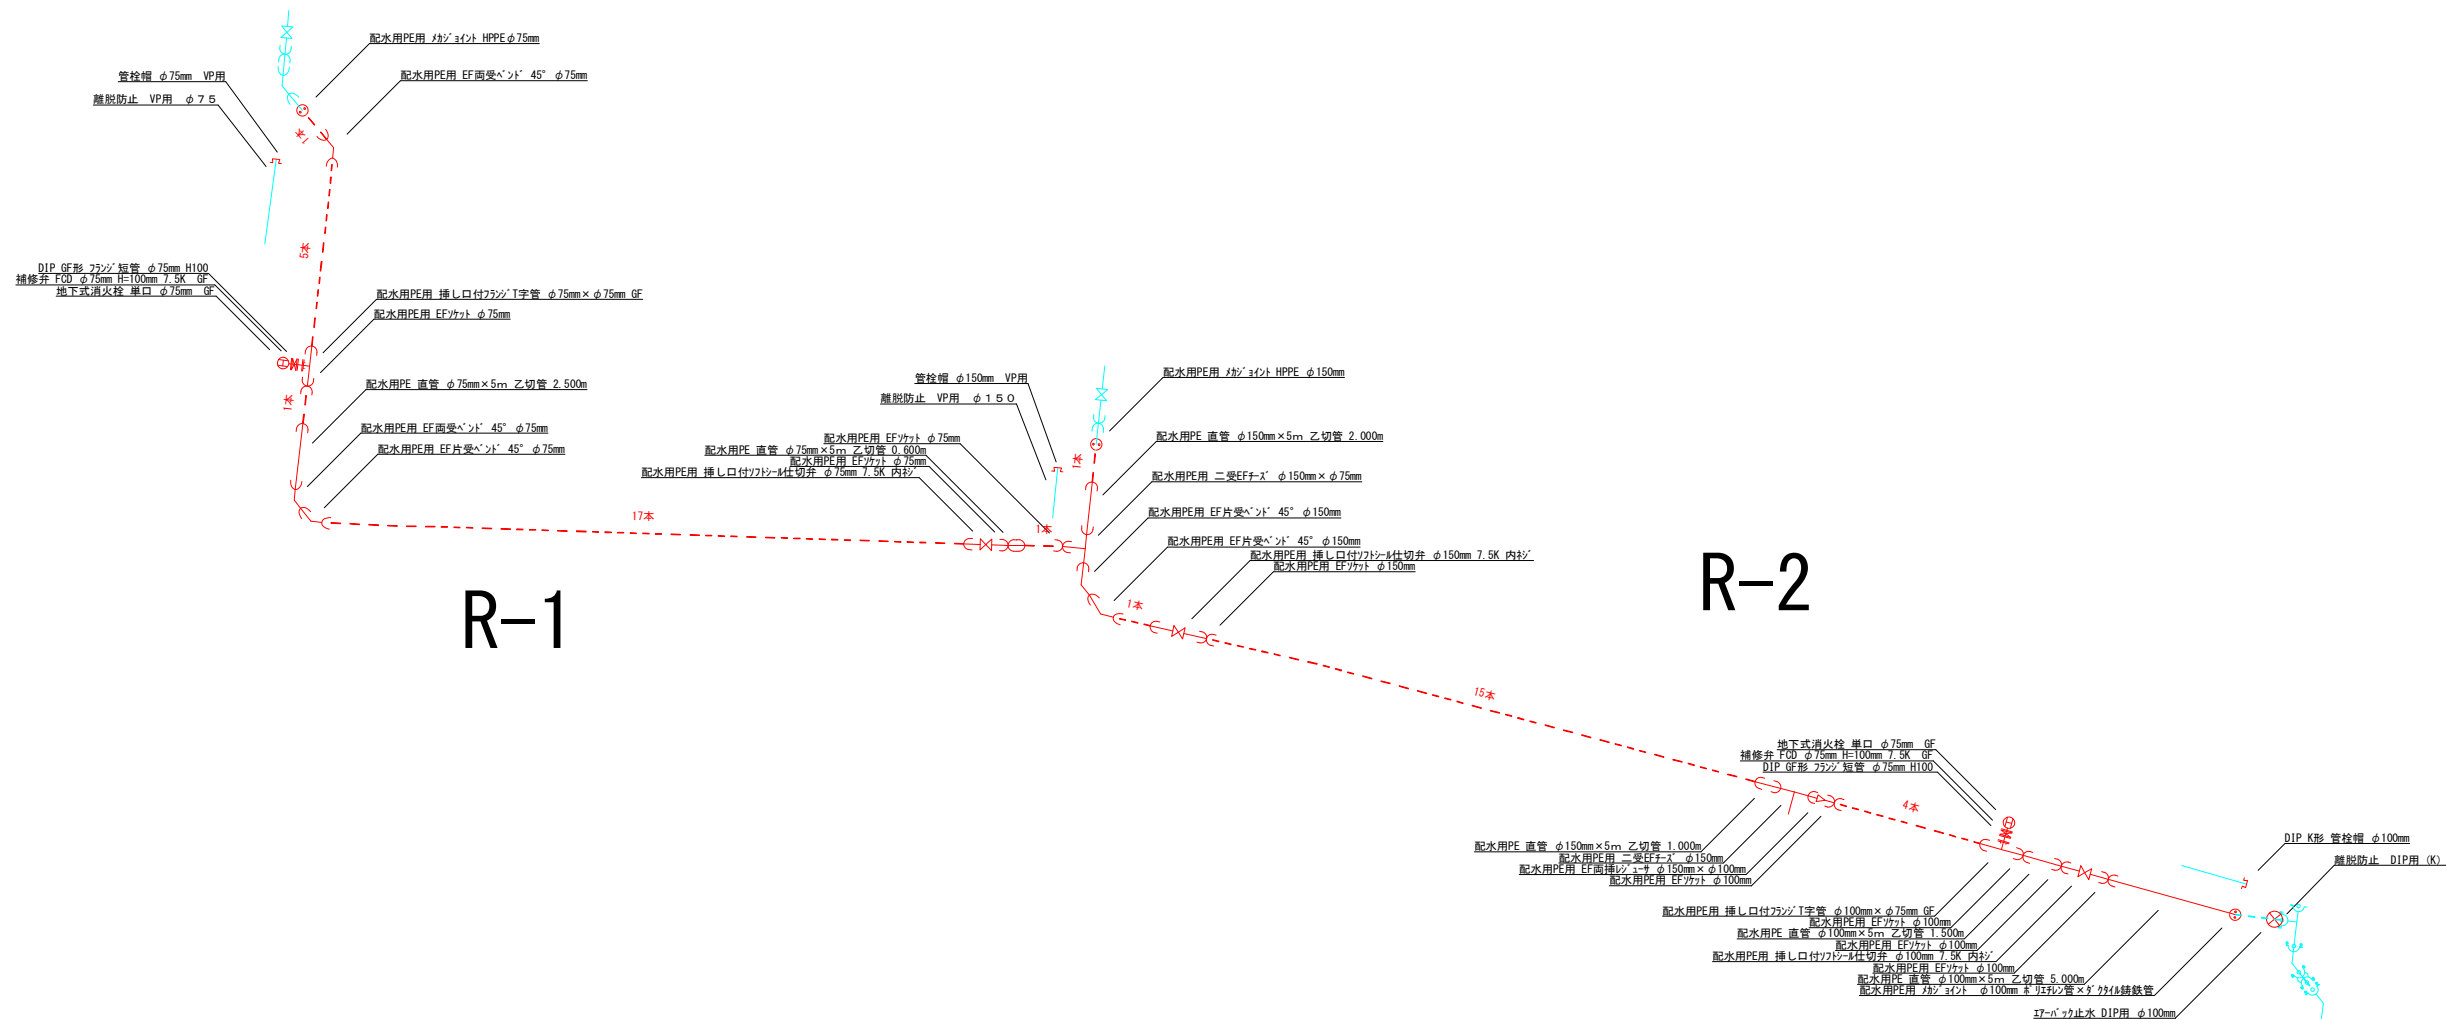 配水用PE用 ﾒｶｼﾞｮｲﾝﾄ HPPEφ75mm
管栓帽 φ75mm VP用
配水用PE用 EF両受ﾍﾞﾝﾄﾞ 45° φ75mm
離脱防止 VP用 φ７５
1本
5本
DIP GF形 ﾌﾗﾝｼﾞ短管 φ75mm H100
補修弁 FCD φ75mm H=100mm 7.5K GF
地下式消火栓 単口 φ75mm GF
配水用PE用 挿し口付ﾌﾗﾝｼﾞT字管 φ75mm×φ75mm GF
配水用PE用 EFｿｹｯﾄ φ75mm
配水用PE 直管 φ75mm×5ｍ 乙切管 2.500m
1本
配水用PE用 EF両受ﾍﾞﾝﾄﾞ 45° φ75mm
配水用PE用 EF片受ﾍﾞﾝﾄﾞ 45° φ75mm
17本
R-1
管栓帽 φ150mm VP用
離脱防止 VP用 φ１５０
配水用PE用 EFｿｹｯﾄ φ75mm
配水用PE 直管 φ75mm×5ｍ 乙切管 0.600m
配水用PE用 EFｿｹｯﾄ φ75mm
配水用PE用 挿し口付ｿﾌﾄｼｰﾙ仕切弁 φ75mm 7.5K 内ﾈｼﾞ
1本
1本
配水用PE用 ﾒｶｼﾞｮｲﾝﾄ HPPE φ150mm
配水用PE 直管 φ150mm×5ｍ 乙切管 2.000m
配水用PE用 二受EFﾁｰｽﾞ φ150mm×φ75mm
配水用PE用 EF片受ﾍﾞﾝﾄﾞ 45° φ150mm
配水用PE用 EF片受ﾍﾞﾝﾄﾞ 45° φ150mm
配水用PE用 挿し口付ｿﾌﾄｼｰﾙ仕切弁 φ150mm 7.5K 内ﾈｼﾞ
配水用PE用 EFｿｹｯﾄ φ150mm
1本
R-2
15本
地下式消火栓 単口 φ75mm GF
補修弁 FCD φ75mm H=100mm 7.5K GF
DIP GF形 ﾌﾗﾝｼﾞ短管 φ75mm H100
4本
配水用PE 直管 φ150mm×5ｍ 乙切管 1.000m
配水用PE用 二受EFﾁｰｽﾞ φ150mm
配水用PE用 EF両挿ﾚｼﾞｭｰｻ φ150mm×φ100mm
配水用PE用 EFｿｹｯﾄ φ100mm
配水用PE用 挿し口付ﾌﾗﾝｼﾞT字管 φ100mm×φ75mm GF
配水用PE用 EFｿｹｯﾄ φ100mm
配水用PE 直管 φ100mm×5ｍ 乙切管 1.500m
配水用PE用 EFｿｹｯﾄ φ100mm
配水用PE用 挿し口付ｿﾌﾄｼｰﾙ仕切弁 φ100mm 7.5K 内ﾈｼﾞ
配水用PE用 EFｿｹｯﾄ φ100mm
配水用PE 直管 φ100mm×5ｍ 乙切管 5.000m
配水用PE用 ﾒｶｼﾞｮｲﾝﾄ φ100mm ﾎﾟﾘｴﾁﾚﾝ管×ﾀﾞｸﾀｲﾙ鋳鉄管
ｴｱｰﾊﾞｯｸ止水 DIP用 φ100mm
DIP K形 管栓帽 φ100mm
離脱防止 DIP用 (K)